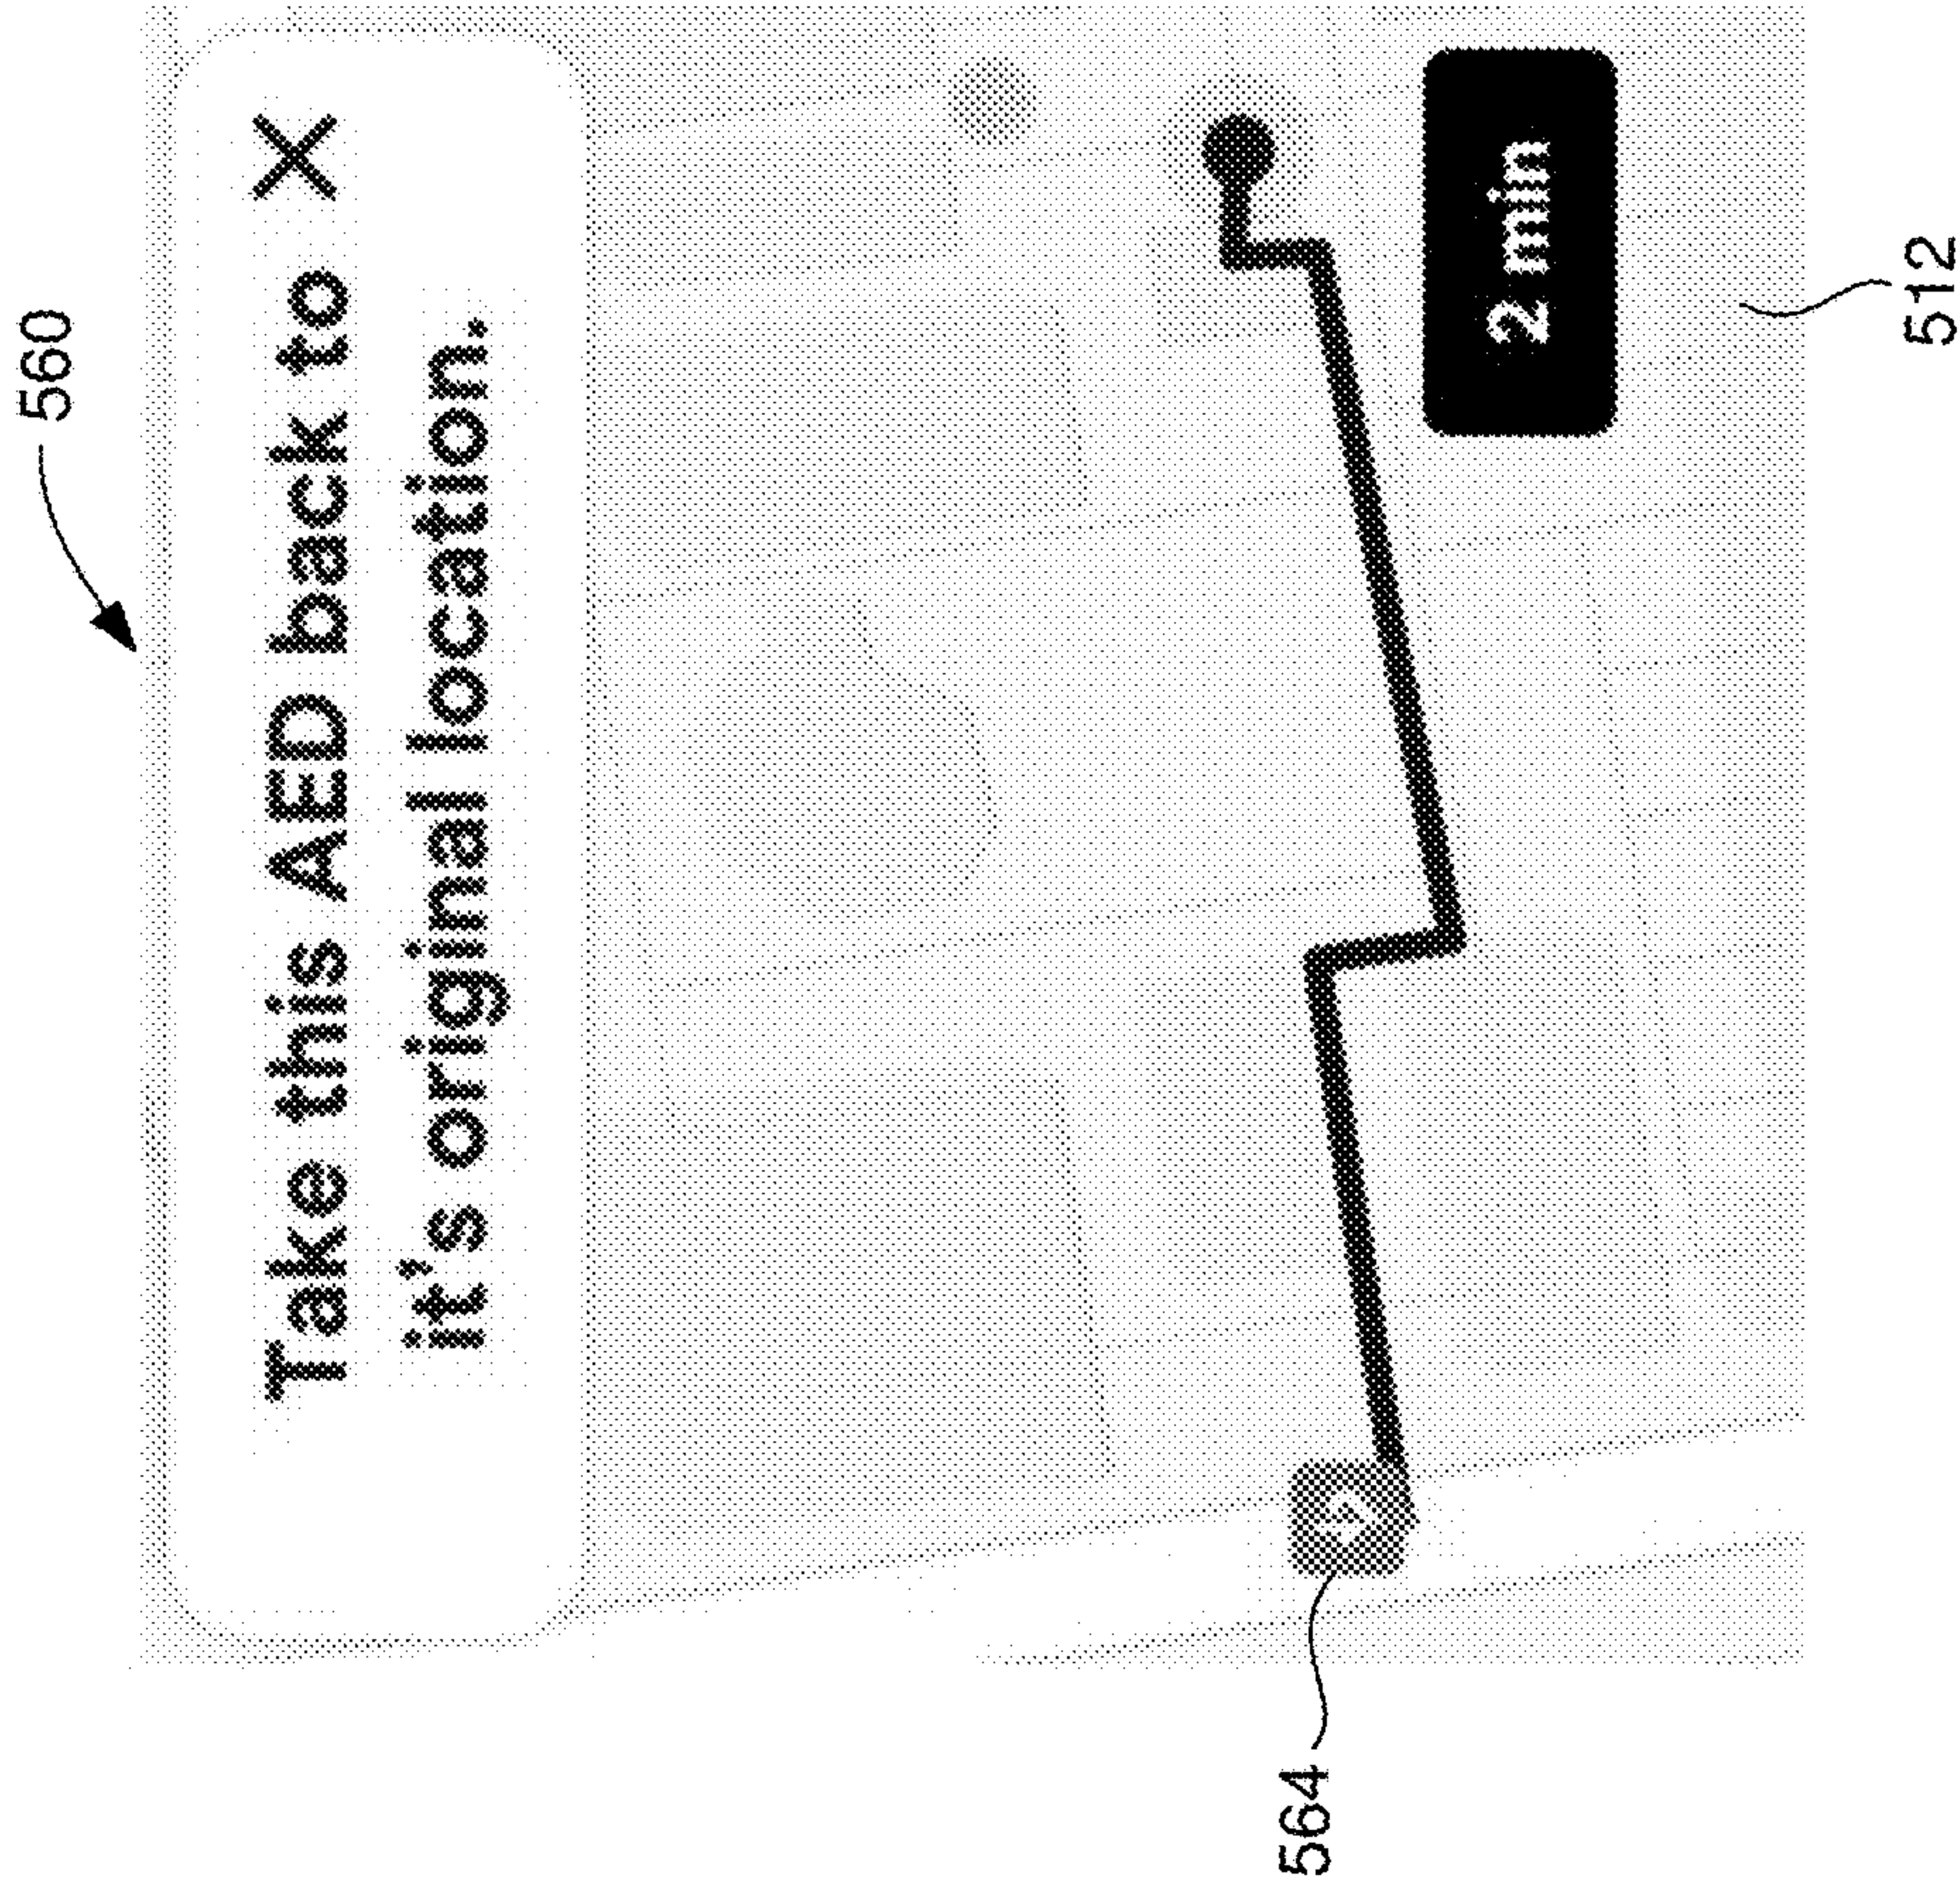 560
Take this AED back to X
it's original location.
2 min
564
512